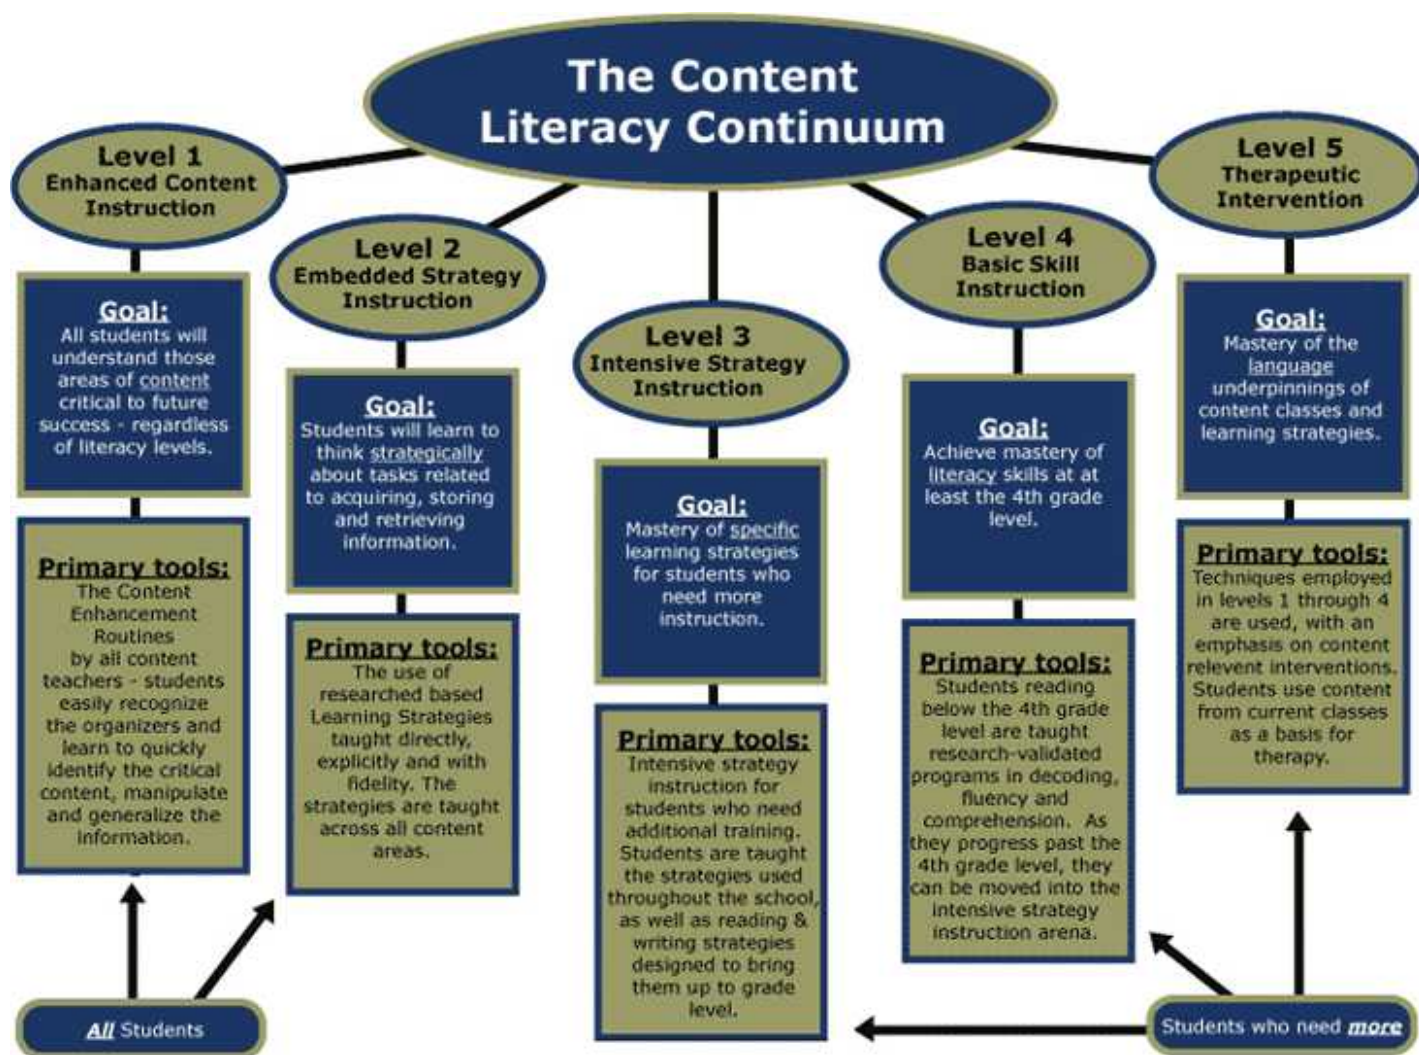 The Content
Literacy Continuum
Level 1
Enhanced Content
Instruction
Goal:
All students will
understand those
areas of content
critical to future
success - regardless
of literacy levels.
Primary tools:
The Content
Enhancement
Routines
by all content
teachers - students
easily recognize
the organizers and
learn to quickly
identify the critical
content, manipulate
and generalize the
information.
Level 2
Embedded Strategy
Instruction
Goal:
Students will learn to
think strategically
about tasks related
to acquiring, storing
and retrieving
information.
Primary tools:
The use of
researched based
Learning Strategies
taught directly,
explicitly and with
fidelity. The
strategies are taught
across all content
areas.
Level 3
Intensive Strategy
Instruction
Goal:
Mastery of specific
learning strategies
for students who
need more
instruction.
Primary tools:
Intensive strategy
instruction for
students who need
additional training.
Students are taught
the strategies used
throughout the school,
as well as reading &
writing strategies
designed to bring
them up to grade
level.
Level 4
Basic Skill
Instruction
Goal:
Achieve mastery of
literacy skills at at
least the 4th grade
level.
Primary tools:
Students reading
below the 4th grade
level are taught
research-validated
programs in decoding,
fluency and
comprehension. As
they progress past the
4th grade level, they
can be moved into the
intensive strategy
instruction arena.
Level 5
Therapeutic
Intervention
Goal:
Mastery of the
language
underpinnings of
content classes and
learning strategies.
Primary tools:
Techniques employed
in levels 1 through 4
are used, with an
emphasis on content
relevent interventions.
Students use content
from current classes
as a basis for
therapy.
All Students
Students who need more